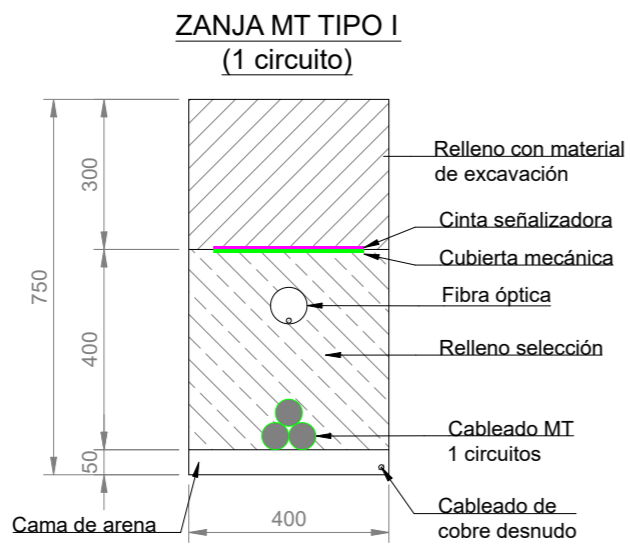 ZANJA MT TIPO I
(1 circuito)
300
750
400
50
400
Relleno con material
de excavación
Cinta señalizadora
Cubierta mecánica
Fibra óptica
Relleno selección
Cableado MT
1 circuitos
Cableado de
cobre desnudo
Cama de arena